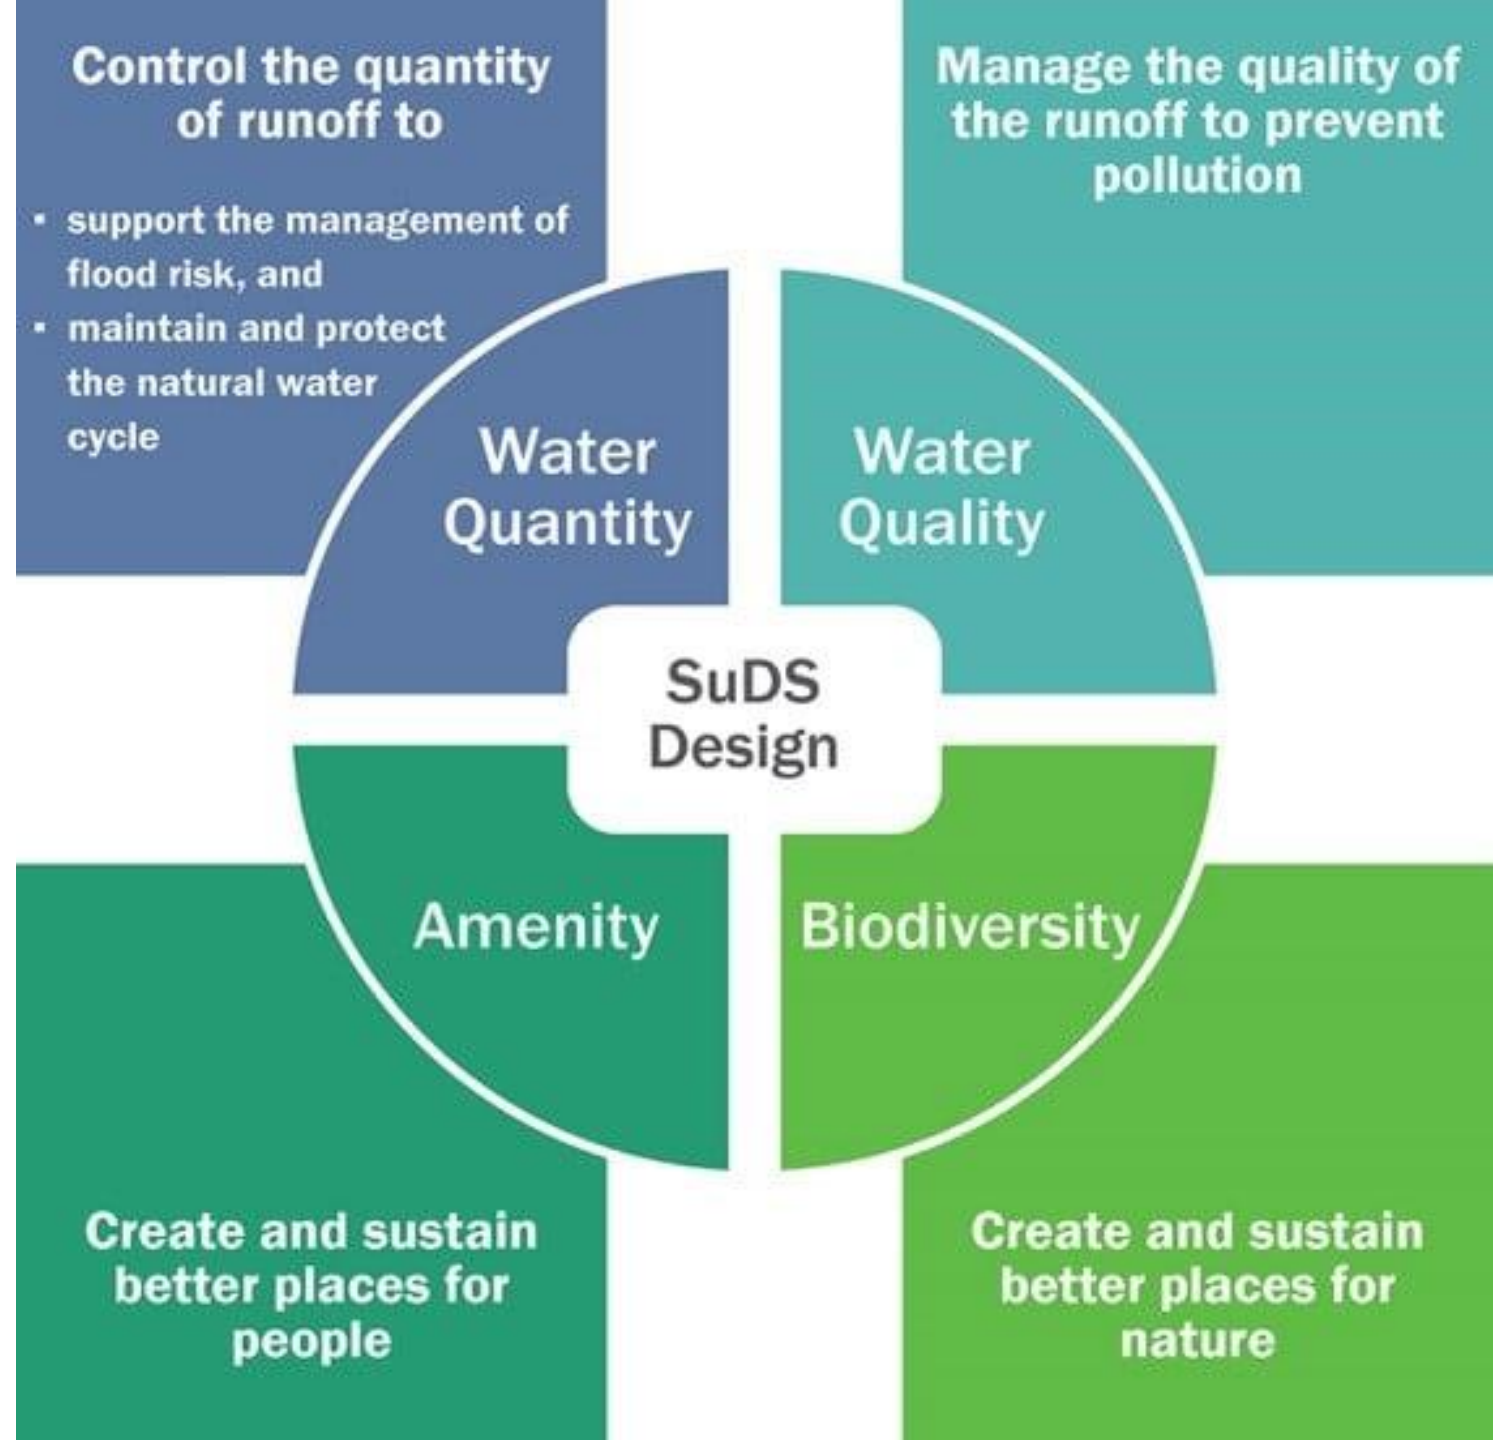 Control the quantity
of runoff to
▪ support the management of
flood risk, and
▪ maintain and protect
the natural water
cycle
Manage the quality of
the runoff to prevent
pollution
Water
Quantity
Water
Quality
SuDS
Design
Amenity
Biodiversity
Create and sustain
better places for
people
Create and sustain
better places for
nature